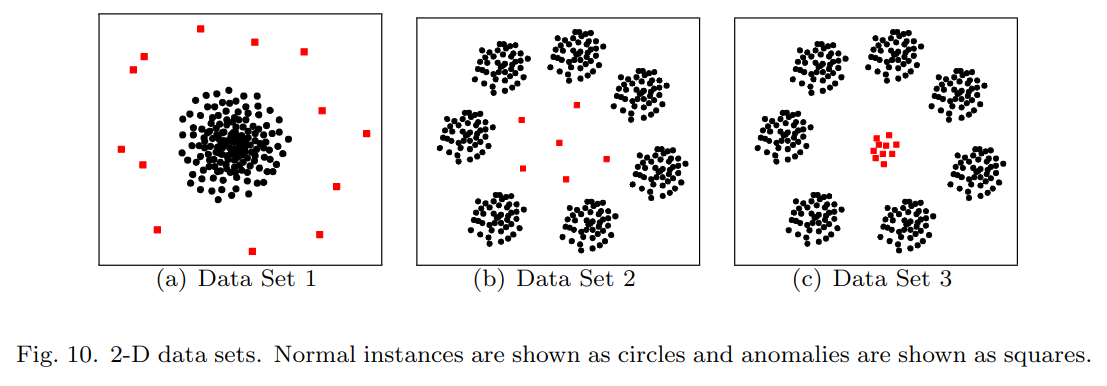 (a) Data Set 1
(b) Data Set 2
(c) Data Set 3
Fig. 10. 2-D data sets. Normal instances are shown as circles and anomalies are shown as squares.